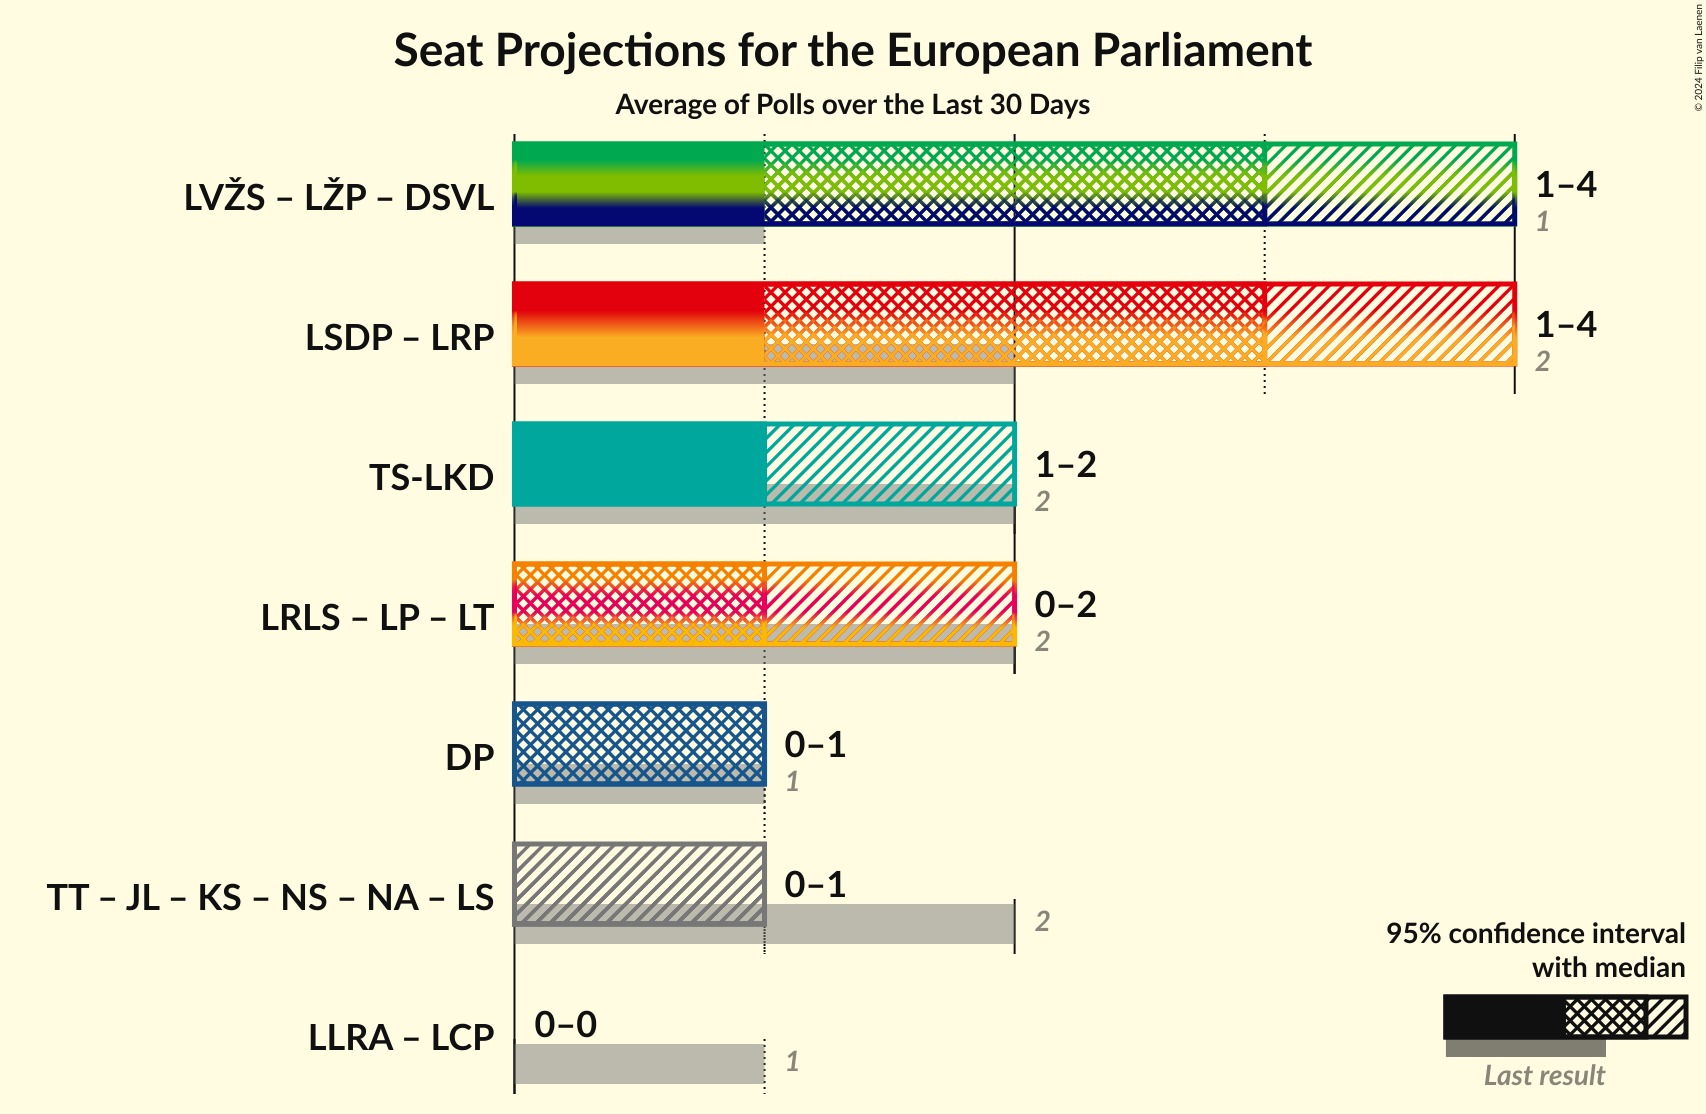 Seat Projections for the European Parliament
Average of Polls over the Last 30 Days
© 2024 Filip van Laenen
LVŽS – LŽP – DSVL
1–4
1
LSDP – LRP
1–4
2
TS-LKD
1–2
2
LRLS – LP – LT
0–2
2
DP
0–1
1
TT – JL – KS – NS – NA – LS
0–1
2
LLRA – LCP
0–0
1
95% confidence interval
with median
Last result